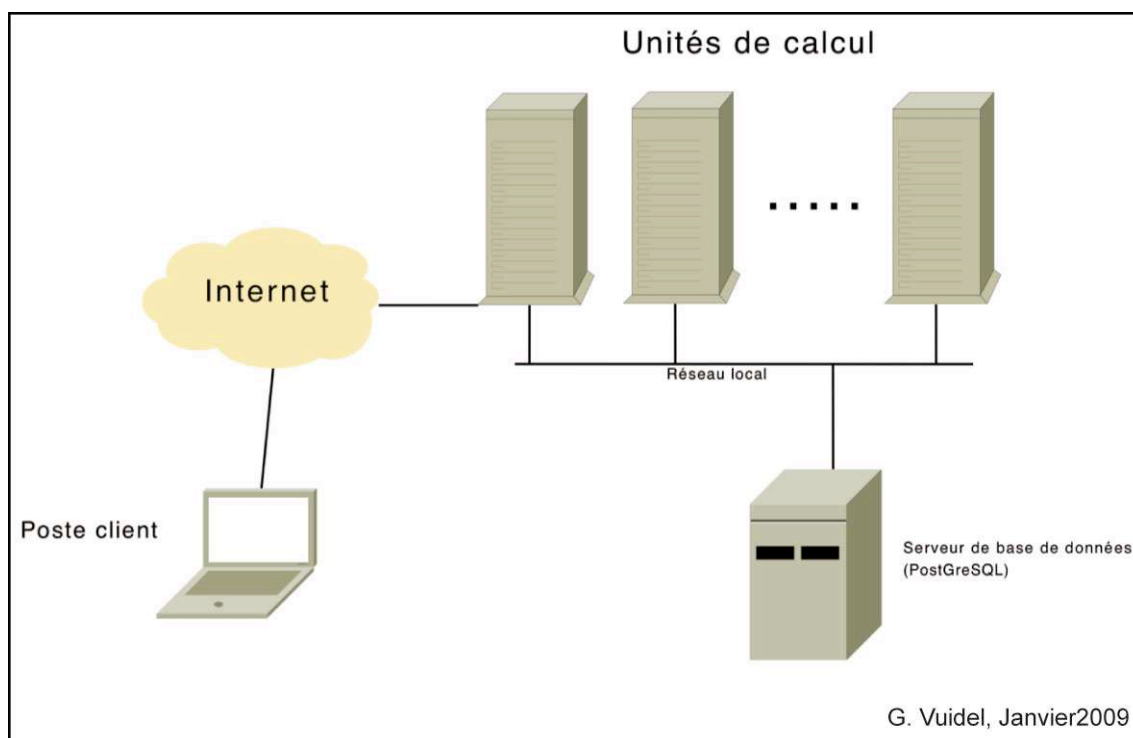 Unités de calcul
Internet
Réseau local
Poste client
Serveur de base de données
(PostGreSQL)
G. Vuidel, Janvier2009